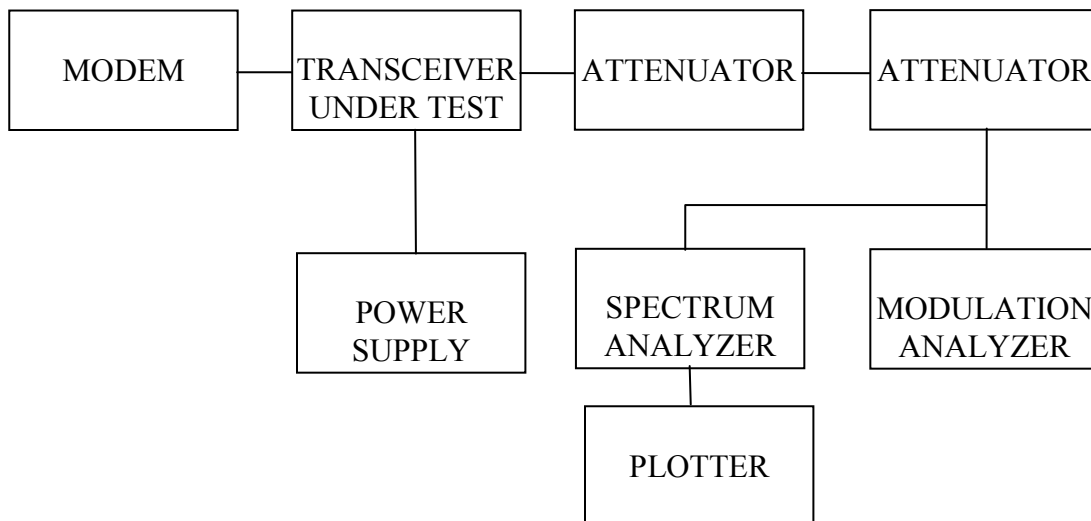 MODEM
TRANSCEIVER
UNDER TEST
ATTENUATOR
ATTENUATOR
POWER
SUPPLY
SPECTRUM
ANALYZER
MODULATION
ANALYZER
PLOTTER